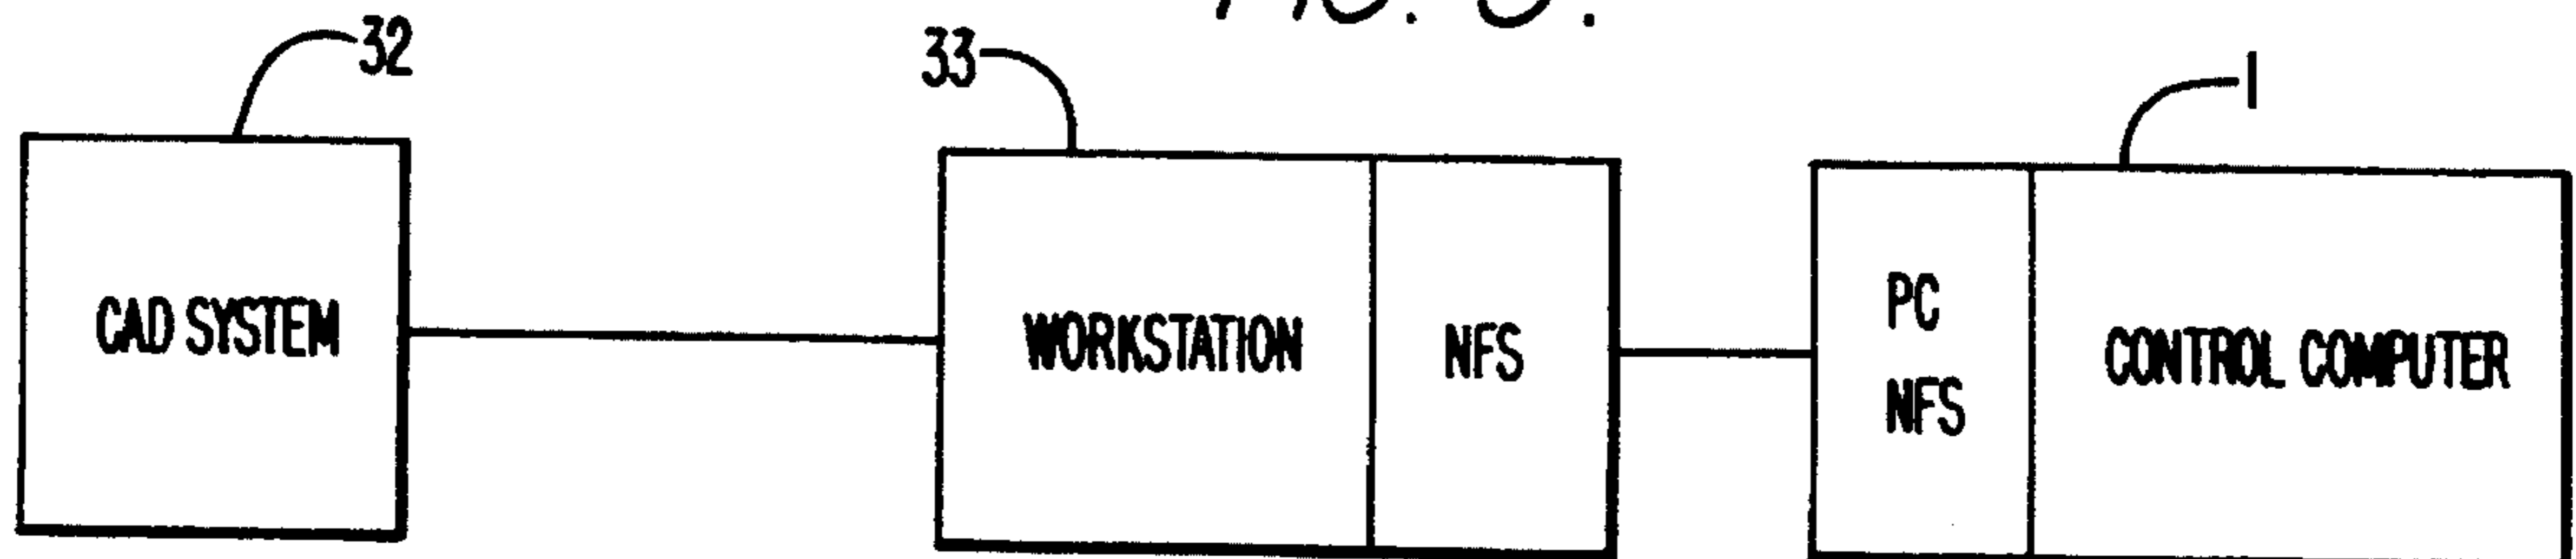 32
33
1
CAD SYSTEM
WORKSTATION
NFS
PC
NFS
CONTROL COMPUTER